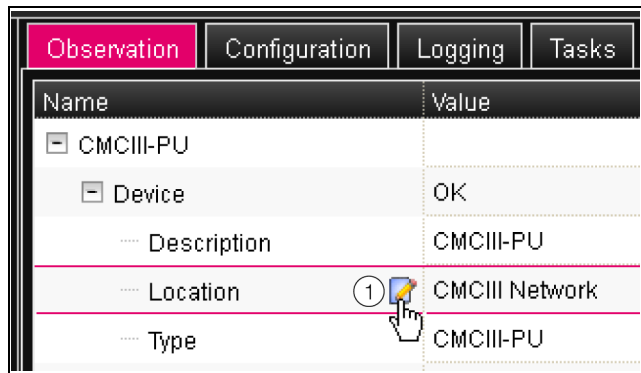 Observation Configuration Logging Tasks
Name Value
CMCIII-PU
Device OK
Description CMCIII-PU
Location 1 CMCIII Network
Type CMCIII-PU